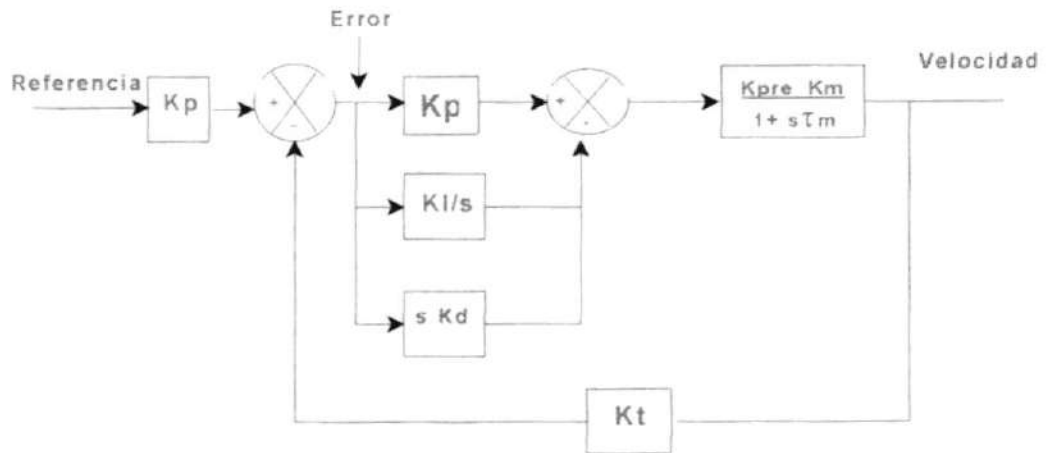 Error
Velocidad
Referencia
Kp
+
-
Kp
+
-
Kpre Km
1+ sτm
KI/s
s Kd
Kt